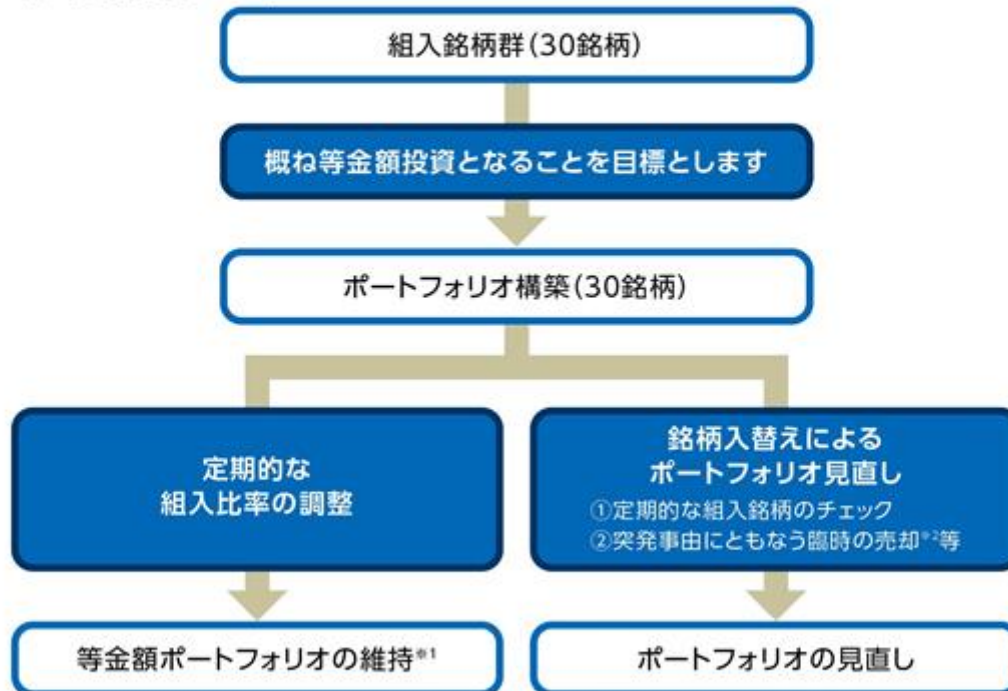 組入銘柄群(30銘柄)
概ね等金額投資となることを目標とします
ポートフォリオ構築(30銘柄)
定期的な
組入比率の調整
銘柄入替えによる
ポートフォリオ見直し
①定期的な組入銘柄のチェック
②突発事由にともなう臨時の売却※2等
等金額ポートフォリオの維持※1
ポートフォリオの見直し